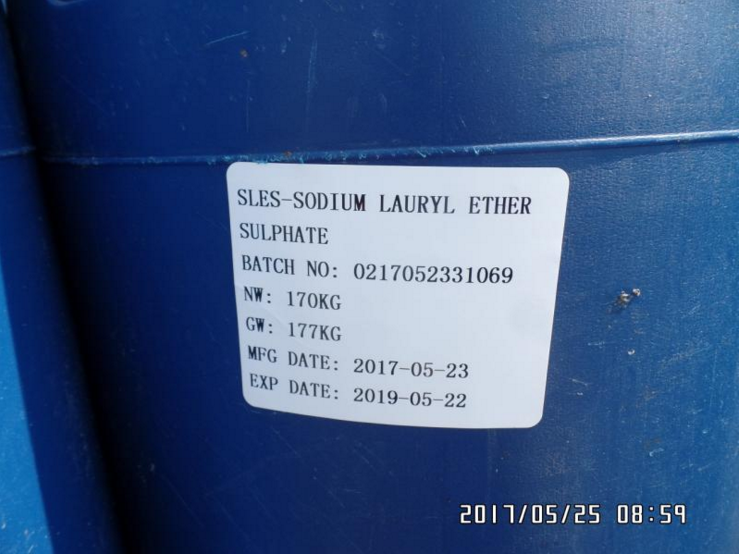 SLES-SODIUM LAURYL ETHER
SULPHATE
BATCH NO: 0217052331069
NW: 170KG
GW: 177KG
MFG DATE: 2017-05-23
EXP DATE: 2019-05-22
2017/05/25 08:59